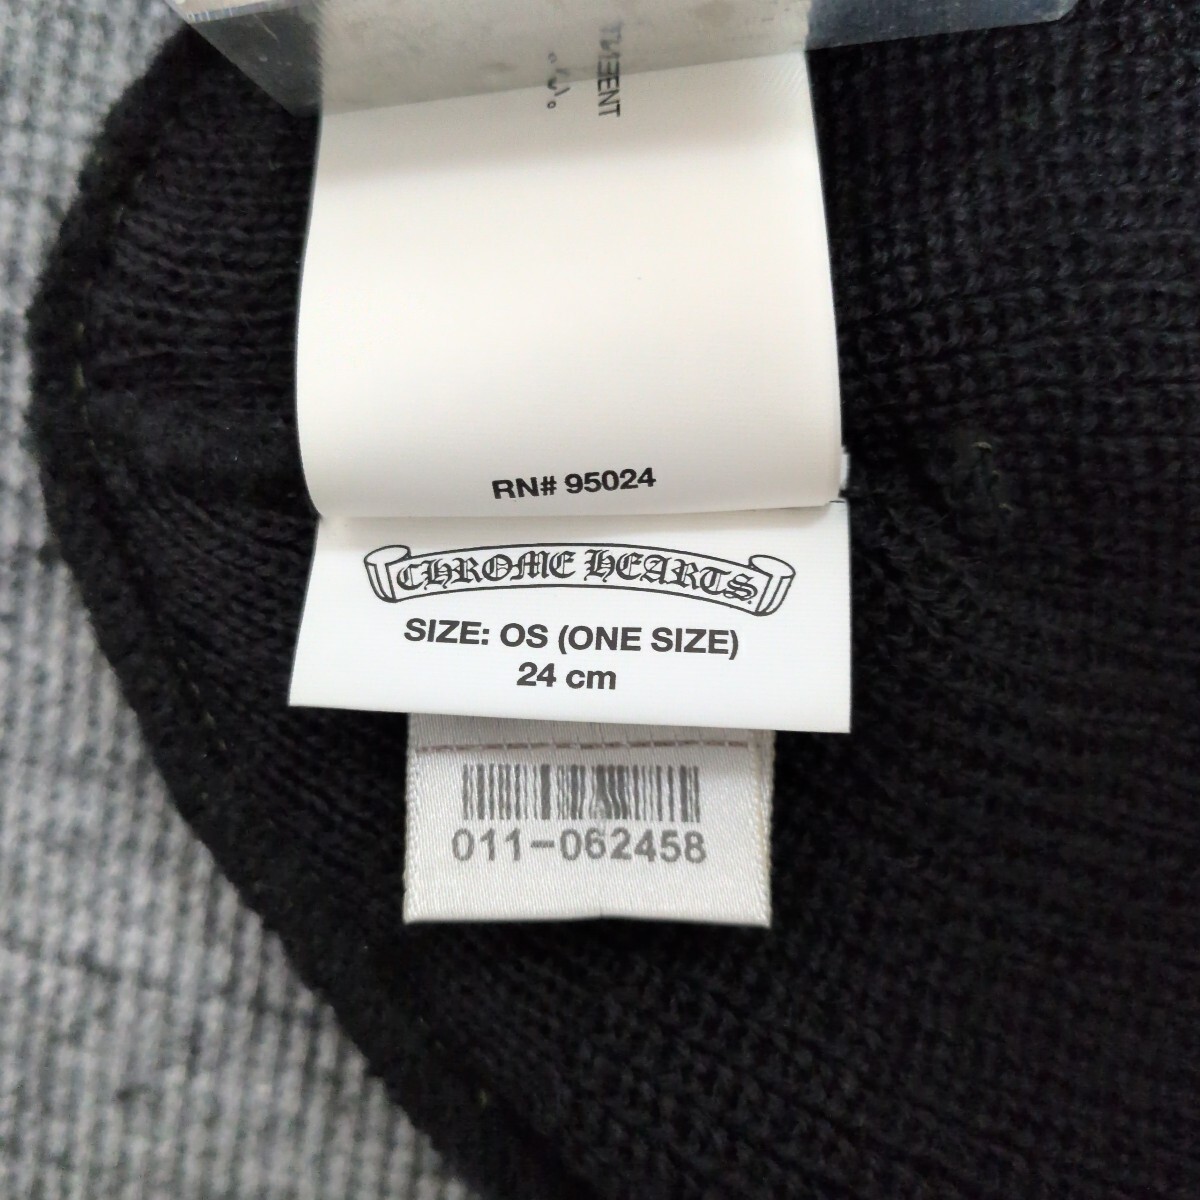 RN# 95024
CHROME HEARTS
SIZE: OS (ONE SIZE)
24 cm
011-062458